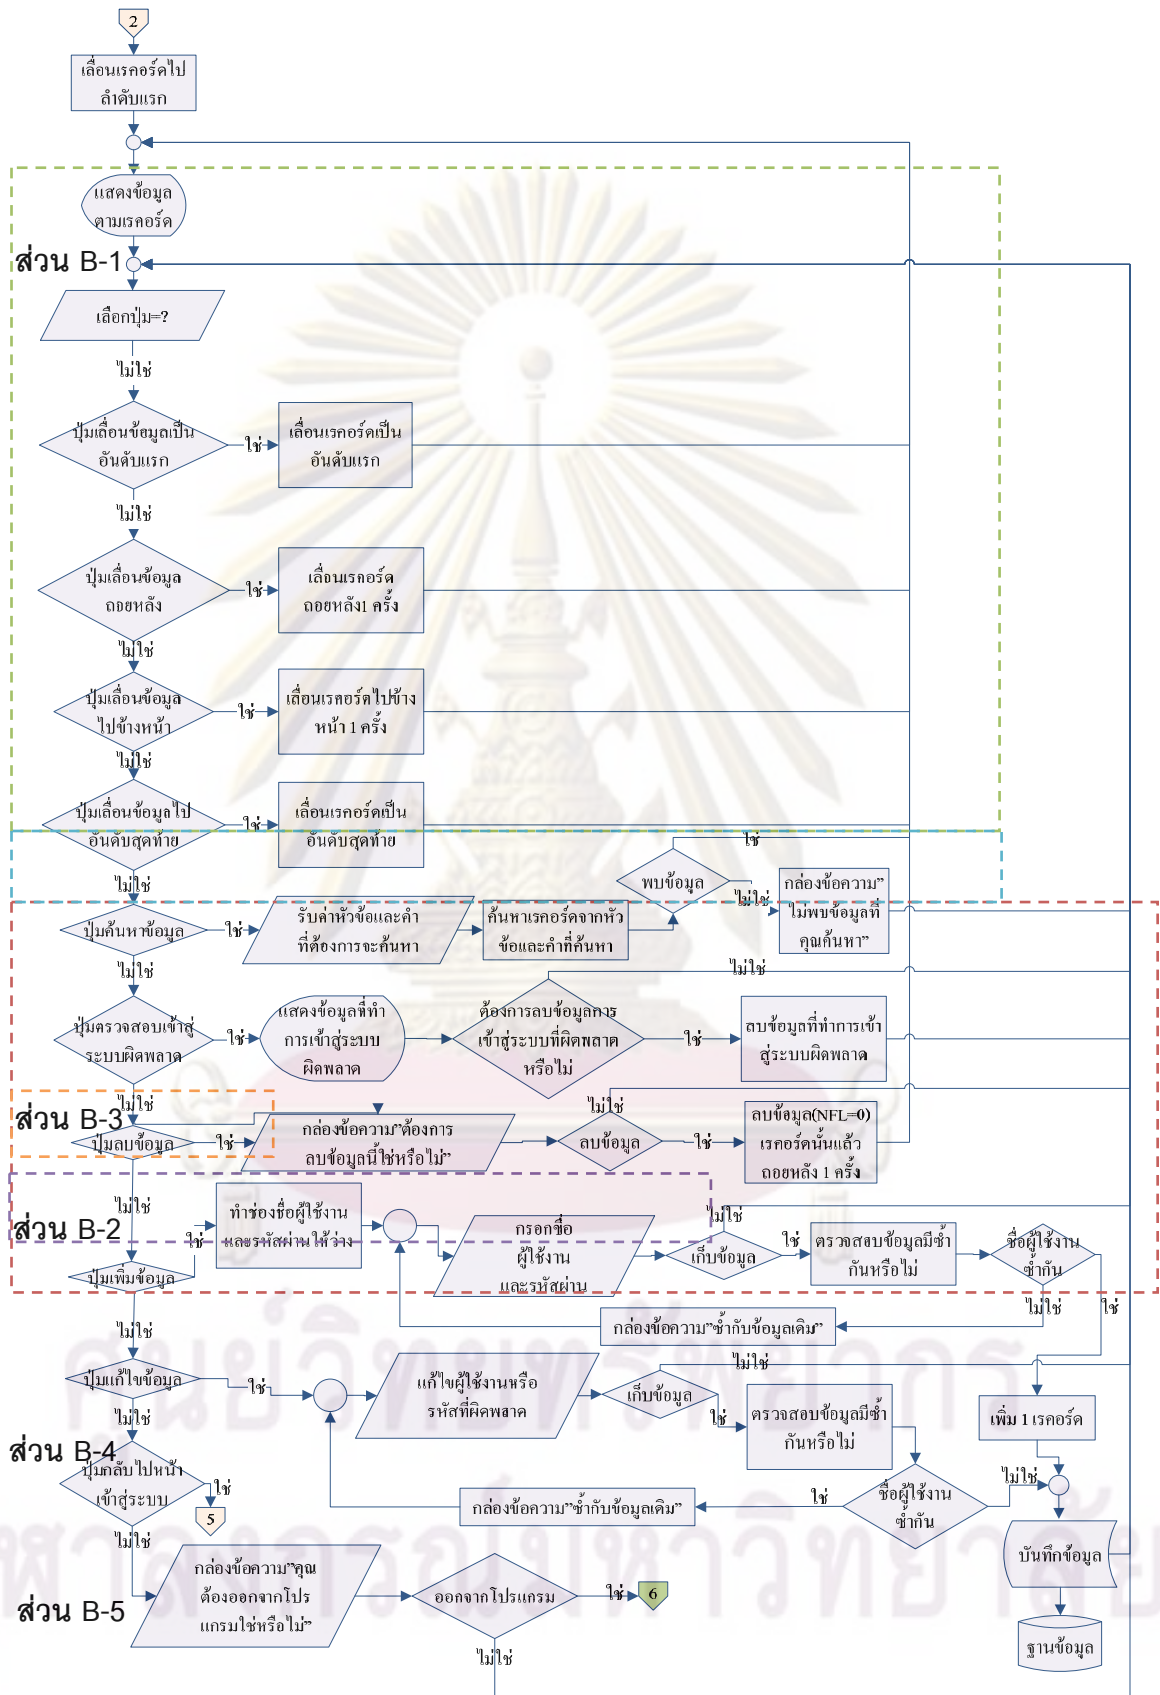 2
เลื่อนเรคอร์ดไป
ลำดับแรก
แสดงข้อมูล
ตามเรคอร์ด
ส่วน B-1
เลือกปุ่ม=?
ไม่ใช่
ปุ่มเลื่อนข้อมูลเป็น
อันดับแรก
ใช่
เลื่อนเรคอร์ดเป็น
อันดับแรก
ไม่ใช่
ปุ่มเลื่อนข้อมูล
ถอยหลัง
ใช่
เลื่อนเรคอร์ด
ถอยหลัง1 ครั้ง
ไม่ใช่
ปุ่มเลื่อนข้อมูล
ไปข้างหน้า
ใช่
เลื่อนเรคอร์ดไปข้าง
หน้า 1 ครั้ง
ไม่ใช่
ปุ่มเลื่อนข้อมูลไป
อันดับสุดท้าย
ใช่
เลื่อนเรคอร์ดเป็น
อันดับสุดท้าย
ไม่ใช่
ปุ่มค้นหาข้อมูล
ใช่
รับค่าหัวข้อและคำ
ที่ต้องการจะค้นหา
ค้นหาเรคอร์ดจากหัว
ข้อและคำที่ค้นหา
พบข้อมูล
ใช่
ไม่ใช่
กล่องข้อความ"
ไม่พบข้อมูลที่
คุณค้นหา"
ไม่ใช่
ปุ่มตรวจสอบเข้าสู่
ระบบผิดพลาด
ใช่
แสดงข้อมูลที่ทำ
การเข้าสู่ระบบ
ผิดพลาด
ต้องการลบข้อมูลการ
เข้าสู่ระบบที่ผิดพลาด
หรือไม่
ไม่ใช่
ใช่
ลบข้อมูลที่ทำการเข้า
สู่ระบบผิดพลาด
ไม่ใช่
ส่วน B-3
ปุ่มลบข้อมูล
ใช่
กล่องข้อความ"ต้องการ
ลบข้อมูลนี้ใช่หรือไม่"
ไม่ใช่
ลบข้อมูล
ใช่
ลบข้อมูล(NFL=0)
เรคอร์ดนั้นแล้ว
ถอยหลัง 1 ครั้ง
ไม่ใช่
ส่วน B-2
ปุ่มเพิ่มข้อมูล
ใช่
ทำช่องชื่อผู้ใช้งาน
และรหัสผ่านให้ว่าง
กรอกชื่อ
ผู้ใช้งาน
และรหัสผ่าน
ไม่ใช่
เก็บข้อมูล
ใช่
ตรวจสอบข้อมูลมีซ้ำ
กันหรือไม่
ชื่อผู้ใช้งาน
ซ้ำกัน
ไม่ใช่
ใช่
กล่องข้อความ"ซ้ำกับข้อมูลเดิม"
ไม่ใช่
ปุ่มแก้ไขข้อมูล
ใช่
แก้ไขผู้ใช้งานหรือ
รหัสที่ผิดพลาด
ไม่ใช่
เก็บข้อมูล
ใช่
ตรวจสอบข้อมูลมีซ้ำ
กันหรือไม่
เพิ่ม 1 เรคอร์ด
ไม่ใช่
ส่วน B-4
ปุ่มกลับไปหน้า
เข้าสู่ระบบ
ใช่
5
กล่องข้อความ"ซ้ำกับข้อมูลเดิม"
ใช่
ชื่อผู้ใช้งาน
ซ้ำกัน
ไม่ใช่
บันทึกข้อมูล
ฐานข้อมูล
ไม่ใช่
ส่วน B-5
กล่องข้อความ"คุณ
ต้องออกจากโปร
แกรมใช่หรือไม่"
ออกจากโปรแกรม
ใช่
6
ไม่ใช่
ศูนย์วิทยทรัพยากร
ฬาลงกรณ์มหาวิทยาลัย